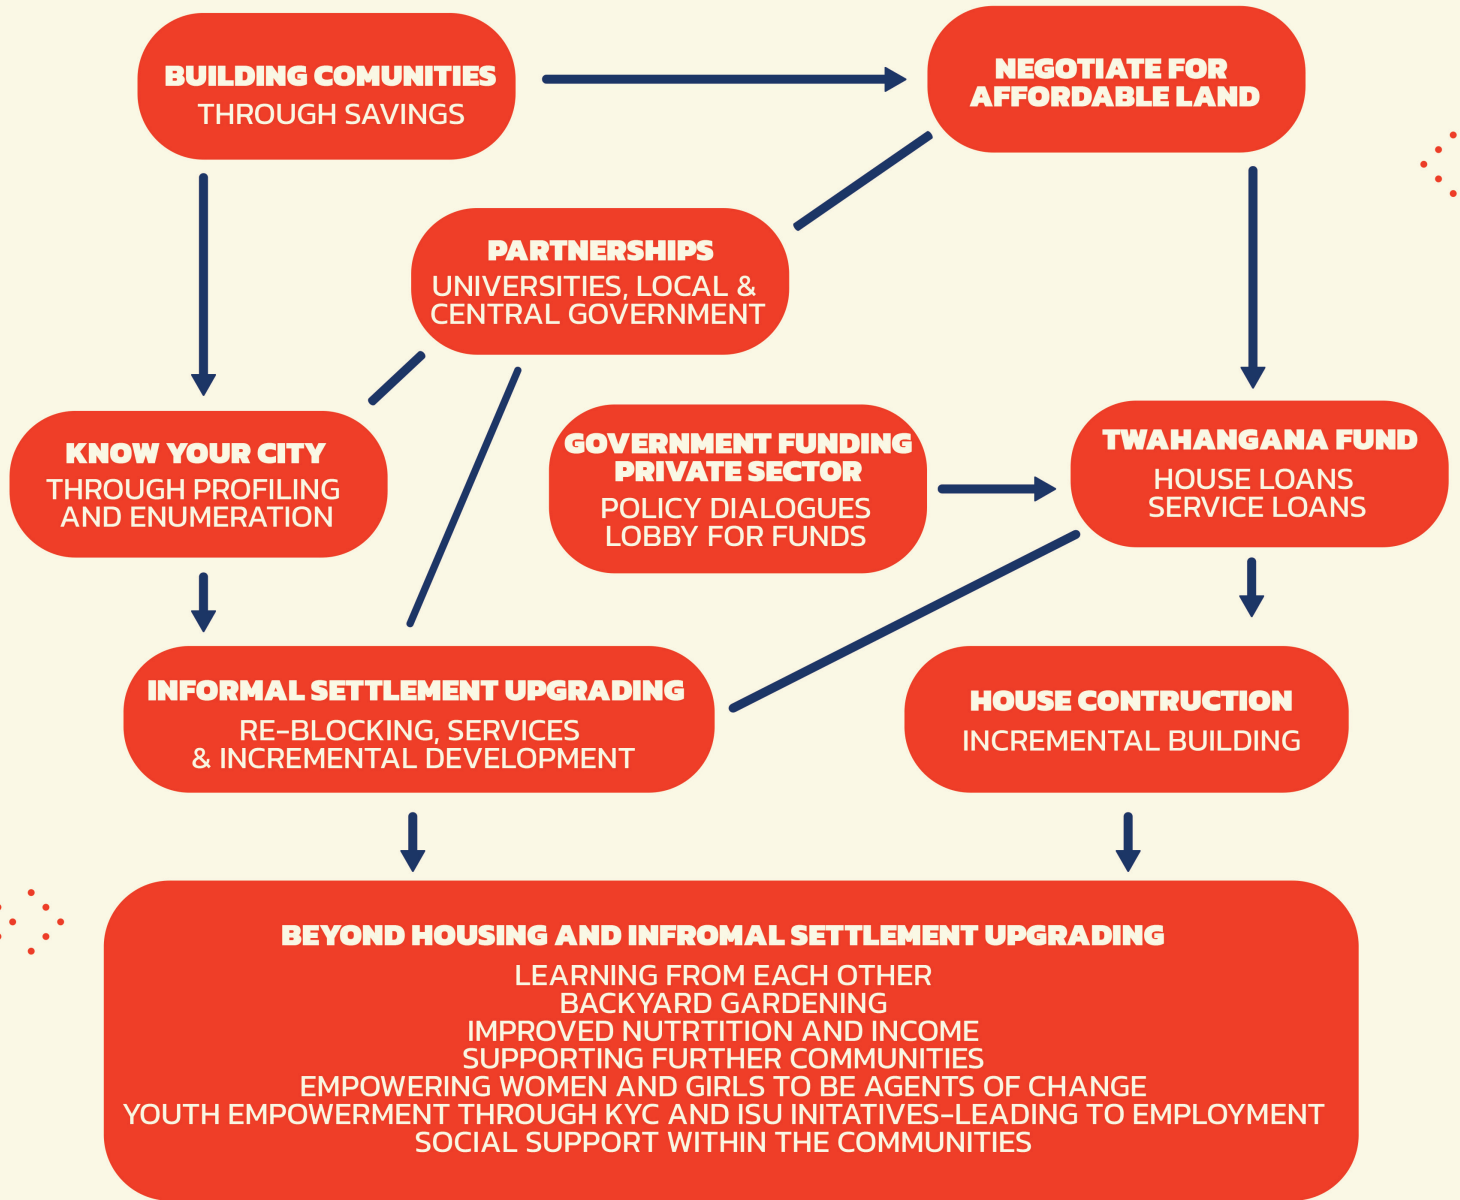 BUILDING COMUNITIES
THROUGH SAVINGS
NEGOTIATE FOR
AFFORDABLE LAND
PARTNERSHIPS
UNIVERSITIES, LOCAL &
CENTRAL GOVERNMENT
KNOW YOUR CITY
THROUGH PROFILING
AND ENUMERATION
GOVERNMENT FUNDING
PRIVATE SECTOR
POLICY DIALOGUES
LOBBY FOR FUNDS
TWAHANGANA FUND
HOUSE LOANS
SERVICE LOANS
INFORMAL SETTLEMENT UPGRADING
RE-BLOCKING, SERVICES
& INCREMENTAL DEVELOPMENT
HOUSE CONTRUCTION
INCREMENTAL BUILDING
BEYOND HOUSING AND INFROMAL SETTLEMENT UPGRADING
LEARNING FROM EACH OTHER
BACKYARD GARDENING
IMPROVED NUTRTITION AND INCOME
SUPPORTING FURTHER COMMUNITIES
EMPOWERING WOMEN AND GIRLS TO BE AGENTS OF CHANGE
YOUTH EMPOWERMENT THROUGH KYC AND ISU INITATIVES-LEADING TO EMPLOYMENT
SOCIAL SUPPORT WITHIN THE COMMUNITIES